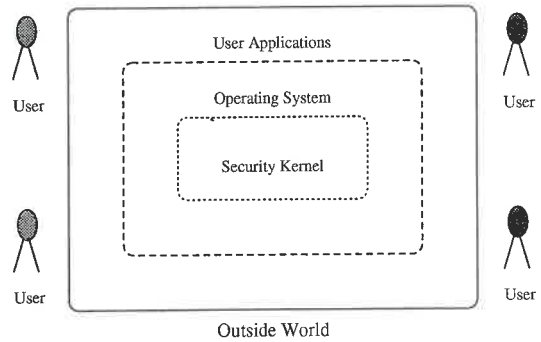 User Applications
User
User
Operating System
Security Kernel
User
User
Outside World